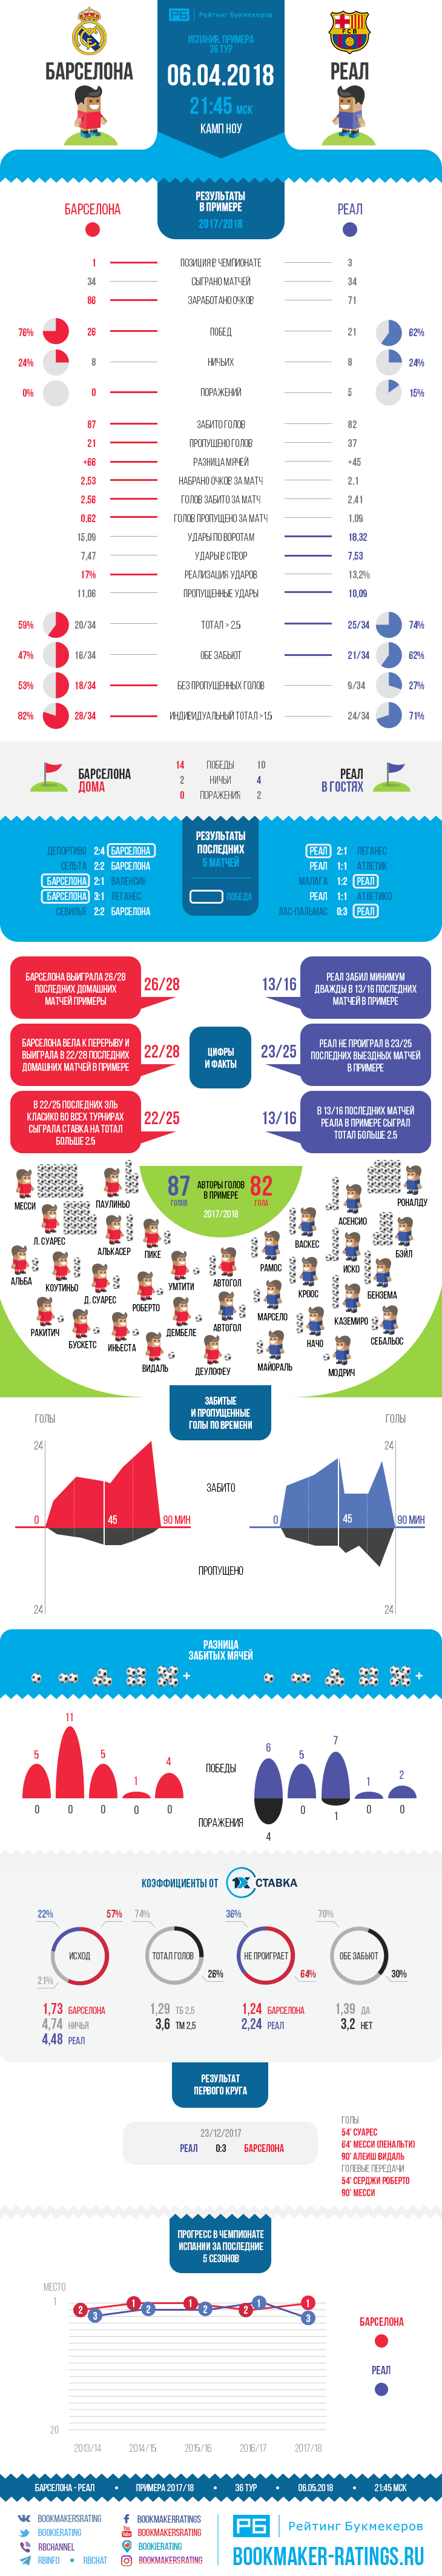 РБ Рейтинг Букмекеров
ИСПАНИЯ. ПРИМЕРА
36 ТУР
БАРСЕЛОНА
06.04.2018
РЕАЛ
21:45 МСК
КАМП НОУ
РЕЗУЛЬТАТЫ
В ПРИМЕРЕ
2017/2018
БАРСЕЛОНА
РЕАЛ
1 ПОЗИЦИЯ В ЧЕМПИОНАТЕ 3
34 СЫГРАНО МАТЧЕЙ 34
86 ЗАРАБОТАНО ОЧКОВ 71
76% 26 ПОБЕД 21 62%
24% 8 НИЧЬИХ 8 24%
0% 0 ПОРАЖЕНИЙ 5 15%
87 ЗАБИТО ГОЛОВ 82
21 ПРОПУЩЕНО ГОЛОВ 37
+66 РАЗНИЦА МЯЧЕЙ +45
2,53 НАБРАНО ОЧКОВ ЗА МАТЧ 2,1
2,56 ГОЛОВ ЗАБИТО ЗА МАТЧ 2,41
0,62 ГОЛОВ ПРОПУЩЕНО ЗА МАТЧ 1,09
15,09 УДАРЫ ПО ВОРОТАМ 18,32
7,47 УДАРЫ В СТВОР 7,53
17% РЕАЛИЗАЦИЯ УДАРОВ 13,2%
11,06 ПРОПУЩЕННЫЕ УДАРЫ 10,09
59% 20/34 ТОТАЛ > 2,5 25/34 74%
47% 16/34 ОБЕ ЗАБЬЮТ 21/34 62%
53% 18/34 БЕЗ ПРОПУЩЕННЫХ ГОЛОВ 9/34 27%
82% 28/34 ИНДИВИДУАЛЬНЫЙ ТОТАЛ >1,5 24/34 71%
БАРСЕЛОНА
ДОМА
14 ПОБЕДЫ 10
2 НИЧЬИ 4
0 ПОРАЖЕНИЯ 2
РЕАЛ
В ГОСТЯХ
РЕЗУЛЬТАТЫ
ПОСЛЕДНИХ
5 МАТЧЕЙ
ПОБЕДА
ДЕПОРТИВО 2:4 БАРСЕЛОНА
СЕЛЬТА 2:2 БАРСЕЛОНА
БАРСЕЛОНА 2:1 ВАЛЕНСИЯ
БАРСЕЛОНА 3:1 ЛЕГАНЕС
СЕВИЛЬЯ 2:2 БАРСЕЛОНА
РЕАЛ 2:1 ЛЕГАНЕС
РЕАЛ 1:1 АТЛЕТИК
МАЛАГА 1:2 РЕАЛ
РЕАЛ 1:1 АТЛЕТИКО
ЛАС-ПАЛЬМАС 0:3 РЕАЛ
БАРСЕЛОНА ВЫИГРАЛА 26/28
ПОСЛЕДНИХ ДОМАШНИХ
МАТЧЕЙ ПРИМЕРЫ
26/28
13/16
РЕАЛ ЗАБИЛ МИНИМУМ
ДВАЖДЫ В 13/16 ПОСЛЕДНИХ
МАТЧЕЙ В ПРИМЕРЕ
БАРСЕЛОНА ВЕЛА К ПЕРЕРЫВУ И
ВЫИГРАЛА В 22/28 ПОСЛЕДНИХ
ДОМАШНИХ МАТЧЕЙ В ПРИМЕРЕ
22/28
ЦИФРЫ
И ФАКТЫ
23/25
РЕАЛ НЕ ПРОИГРАЛ В 23/25
ПОСЛЕДНИХ ВЫЕЗДНЫХ МАТЧЕЙ
В ПРИМЕРЕ
В 22/25 ПОСЛЕДНИХ ЭЛЬ
КЛАСИКО ВО ВСЕХ ТУРНИРАХ
СЫГРАЛА СТАВКА НА ТОТАЛ
БОЛЬШЕ 2.5
22/25
13/16
В 13/16 ПОСЛЕДНИХ МАТЧЕЙ
РЕАЛА В ПРИМЕРЕ СЫГРАЛ
ТОТАЛ БОЛЬШЕ 2.5
87 ГОЛОВ
АВТОРЫ ГОЛОВ
В ПРИМЕРЕ
2017/2018
82 ГОЛА
МЕССИ
ПАУЛИНЬО
Л. СУАРЕС
АЛЬКАСЕР
ПИКЕ
АЛЬБА
КОУТИНЬО
Д. СУАРЕС
РОБЕРТО
УМТИТИ
АВТОГОЛ
РАКИТИЧ
БУСКЕТС
ИНЬЕСТА
ДЕМБЕЛЕ
ВИДАЛЬ
ДЕУЛОФЕУ
РОНАЛДУ
АСЕНСИО
ВАСКЕС
БЭЙЛ
РАМОС
ИСКО
КРООС
БЕНЗЕМА
МАРСЕЛО
КАЗЕМИРО
АВТОГОЛ
НАЧО
СЕБАЛЬОС
МАЙОРАЛЬ
МОДРИЧ
ЗАБИТЫЕ
И ПРОПУЩЕННЫЕ
ГОЛЫ ПО ВРЕМЕНИ
ГОЛЫ
ГОЛЫ
24
24
ЗАБИТО
0 45 90 МИН
0 45 90 МИН
ПРОПУЩЕНО
24
24
РАЗНИЦА
ЗАБИТЫХ МЯЧЕЙ
+ +
5 11 5 1 4
ПОБЕДЫ
6 5 7 1 2
0 0 0 0 0
ПОРАЖЕНИЯ
4 0 1 0 0
КОЭФФИЦИЕНТЫ ОТ 1X СТАВКА
22% 57% 21%
ИСХОД
74% 26%
ТОТАЛ ГОЛОВ
36% 64%
НЕ ПРОИГРАЕТ
70% 30%
ОБЕ ЗАБЬЮТ
1,73 БАРСЕЛОНА
4,74 НИЧЬЯ
4,48 РЕАЛ
1,29 ТБ 2,5
3,6 ТМ 2,5
1,24 БАРСЕЛОНА
2,24 РЕАЛ
1,39 ДА
3,2 НЕТ
РЕЗУЛЬТАТ
ПЕРВОГО КРУГА
23/12/2017
РЕАЛ 0:3 БАРСЕЛОНА
ГОЛЫ
54' СУАРЕС
64' МЕССИ (ПЕНАЛЬТИ)
90' АЛЕИШ ВИДАЛЬ
ГОЛЕВЫЕ ПЕРЕДАЧИ
54' СЕРДЖИ РОБЕРТО
90' МЕССИ
ПРОГРЕСС В ЧЕМПИОНАТЕ
ИСПАНИИ ЗА ПОСЛЕДНИЕ
5 СЕЗОНОВ
МЕСТО
1
2 3 1 2 1 2 2 1 1 3
20
2013/14 2014/15 2015/16 2016/17 2017/18
БАРСЕЛОНА
РЕАЛ
БАРСЕЛОНА - РЕАЛ • ПРИМЕРА 2017/18 • 36 ТУР • 06.05.2018 • 21:45 МСК
BOOKMAKERSRATING
BOOKIERATING
RBCHANNEL
RBINFO • RBCHAT
BOOKMAKERRATINGS
BOOKMAKERSRATING
BOOKIERATING
BOOKMAKERSRATING
РБ Рейтинг Букмекеров
BOOKMAKER-RATINGS.RU